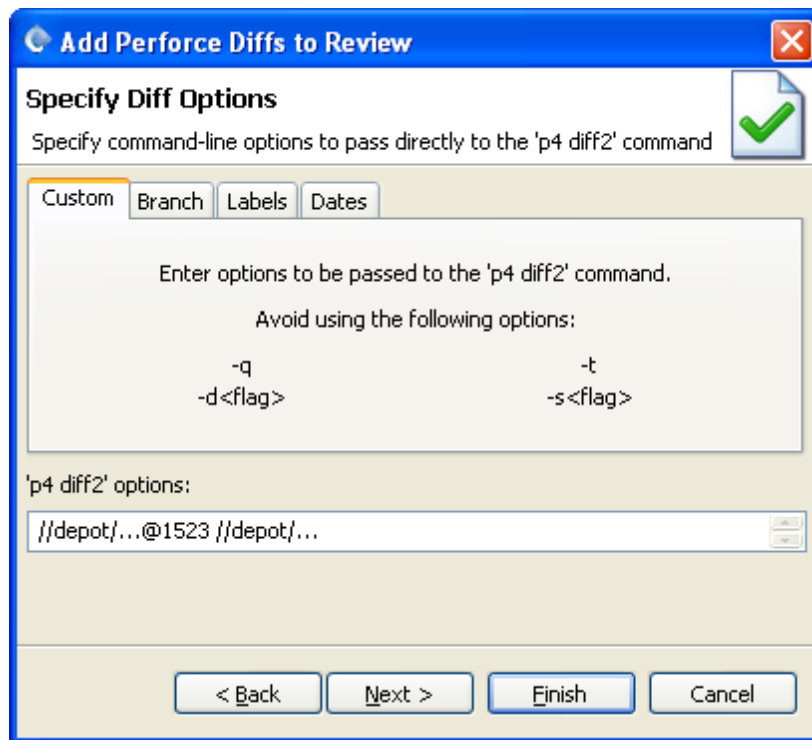 Add Perforce Diffs to Review
Specify Diff Options
Specify command-line options to pass directly to the 'p4 diff2' command
Custom Branch Labels Dates
Enter options to be passed to the 'p4 diff2' command.
Avoid using the following options:
-q -t
-d<flag> -s<flag>
'p4 diff2' options:
//depot/...@1523 //depot/...
< Back Next > Finish Cancel